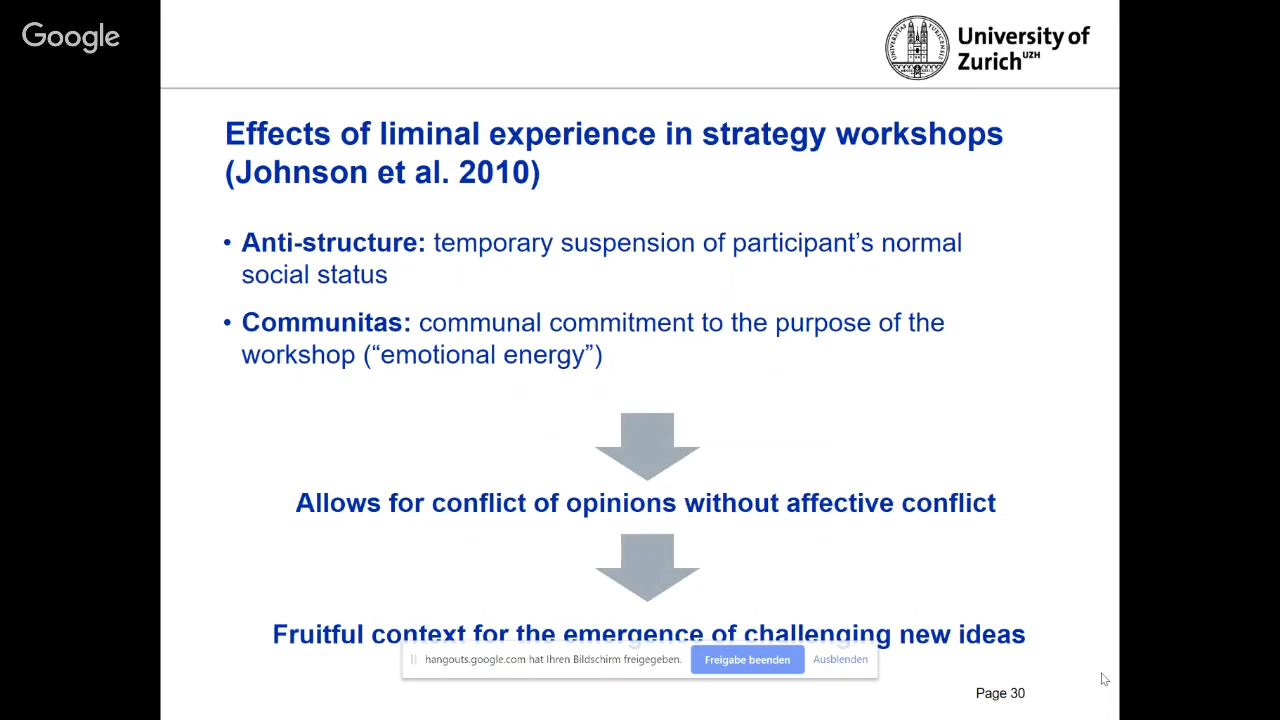 Google
University of
Zurich UZH
Effects of liminal experience in strategy workshops
(Johnson et al. 2010)
• Anti-structure: temporary suspension of participant’s normal
social status
• Communitas: communal commitment to the purpose of the
workshop (“emotional energy”)
Allows for conflict of opinions without affective conflict
Fruitful context for the emergence of challenging new ideas
hangouts.google.com hat Ihren Bildschirm freigegeben. Freigabe beenden Ausblenden
Page 30